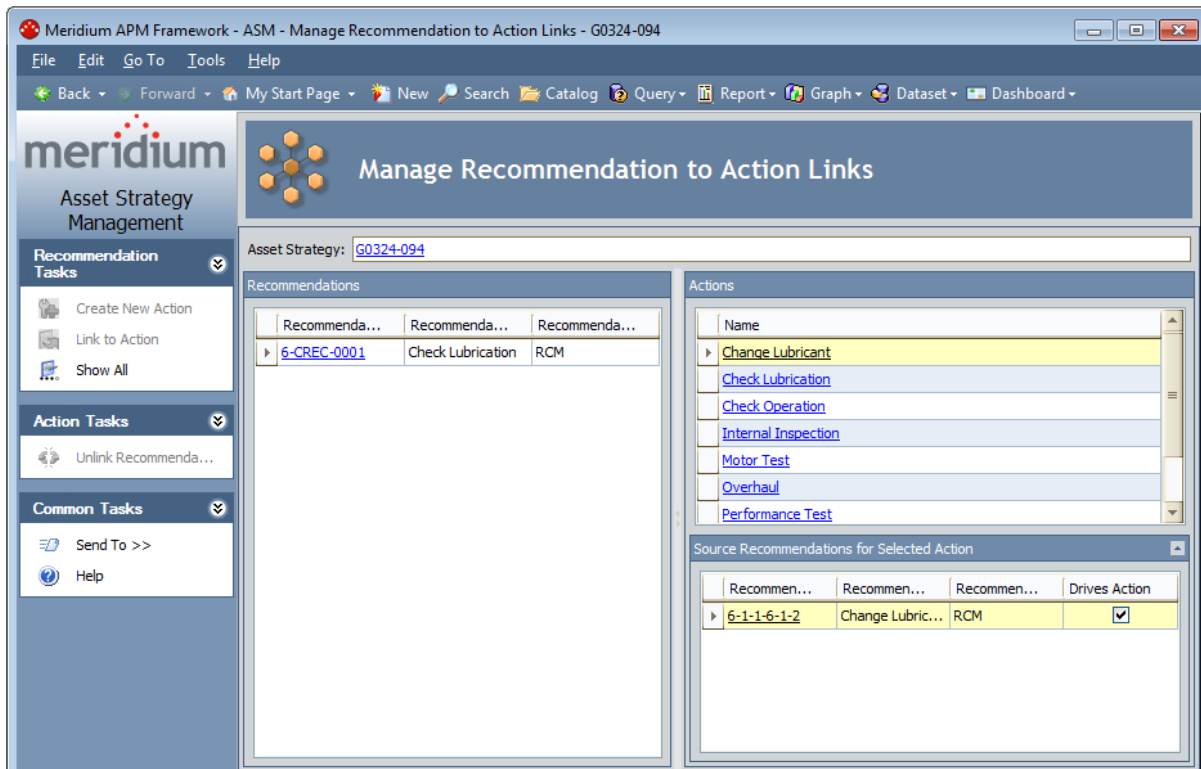 Meridium APM Framework - ASM - Manage Recommendation to Action Links - G0324-094
File Edit Go To Tools Help
Back Forward My Start Page New Search Catalog Query Report Graph Dataset Dashboard
meridium
Asset Strategy
Management
Recommendation
Tasks
Create New Action
Link to Action
Show All
Action Tasks
Unlink Recommenda...
Common Tasks
Send To >>
Help
Manage Recommendation to Action Links
Asset Strategy: G0324-094
Recommendations
Recommenda... Recommenda... Recommenda...
6-CREC-0001 Check Lubrication RCM
Actions
Name
Change Lubricant
Check Lubrication
Check Operation
Internal Inspection
Motor Test
Overhaul
Performance Test
Source Recommendations for Selected Action
Recommen... Recommen... Recommen... Drives Action
6-1-1-6-1-2 Change Lubric... RCM